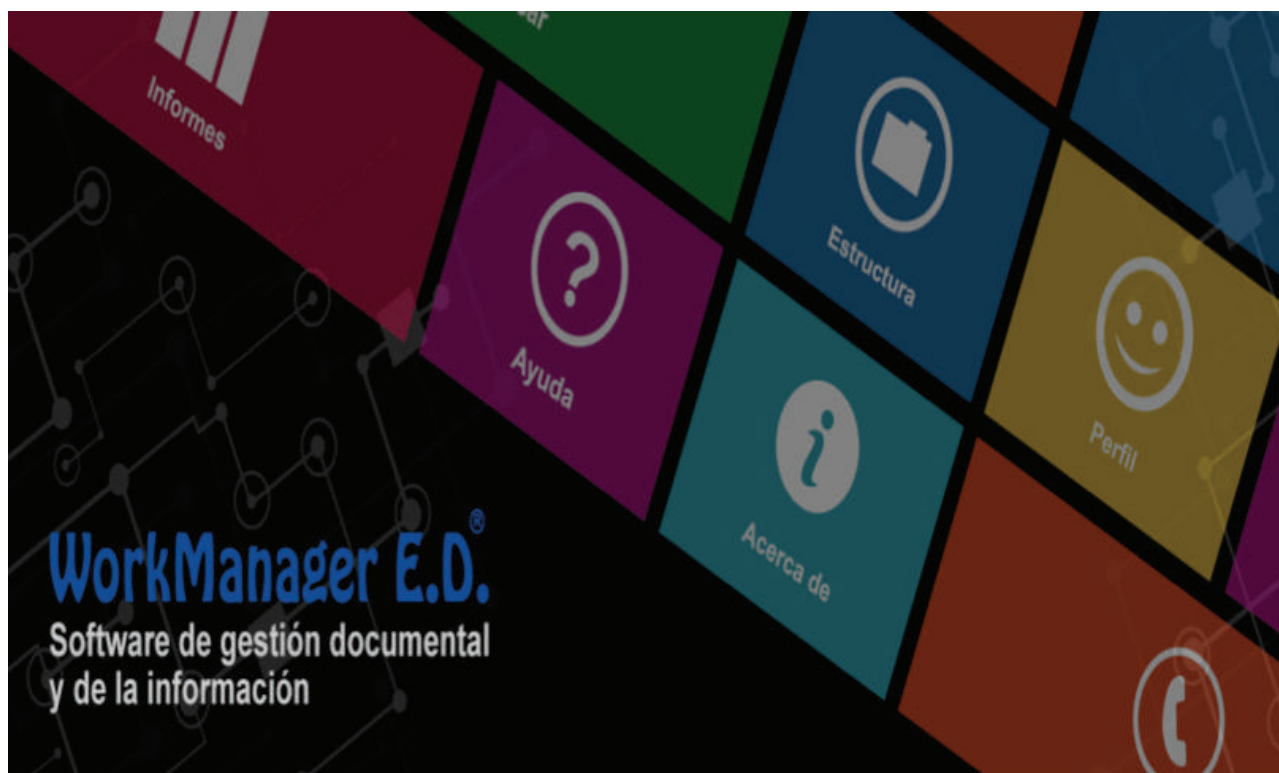 Informes
Estructura
Ayuda
Perfil
Acerca de
WorkManager E.D.®
Software de gestión documental
y de la información